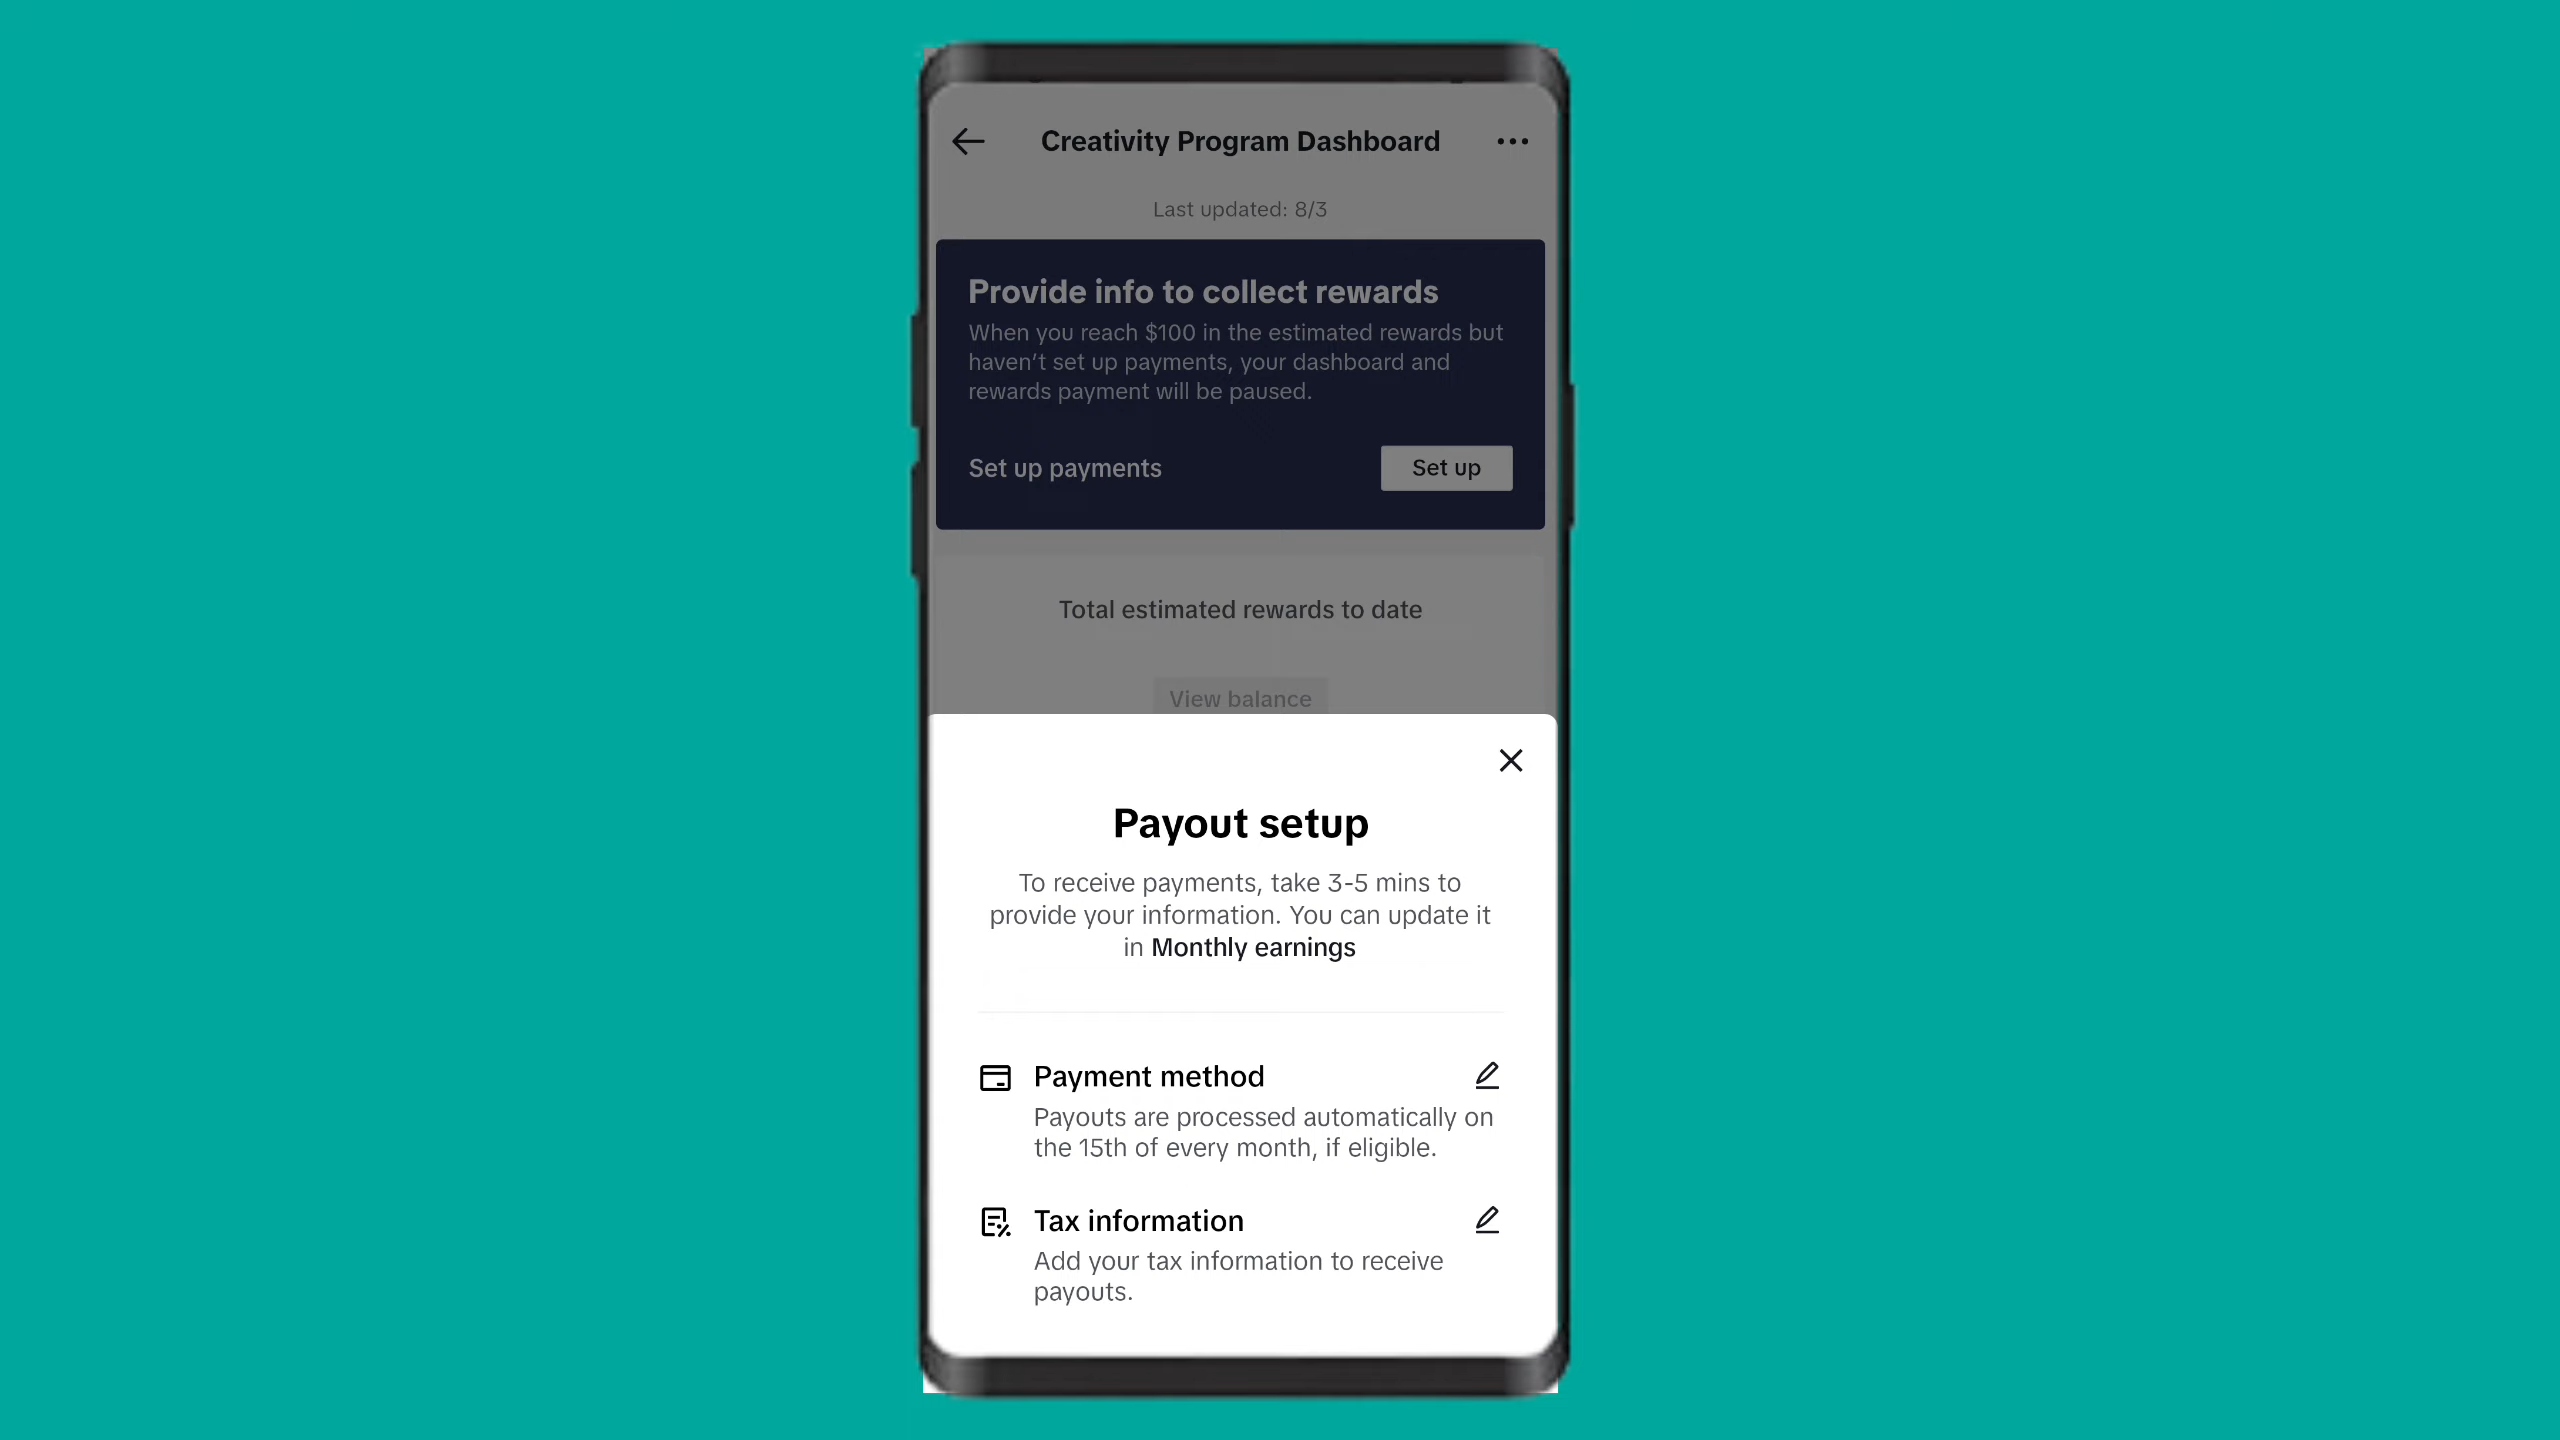 Creativity Program Dashboard
Last updated: 8/3
Provide info to collect rewards
When you reach $100 in the estimated rewards but
haven’t set up payments, your dashboard and
rewards payment will be paused.
Set up payments
Set up
Total estimated rewards to date
View balance
Payout setup
To receive payments, take 3-5 mins to
provide your information. You can update it
in Monthly earnings
Payment method
Payouts are processed automatically on
the 15th of every month, if eligible.
Tax information
Add your tax information to receive
payouts.